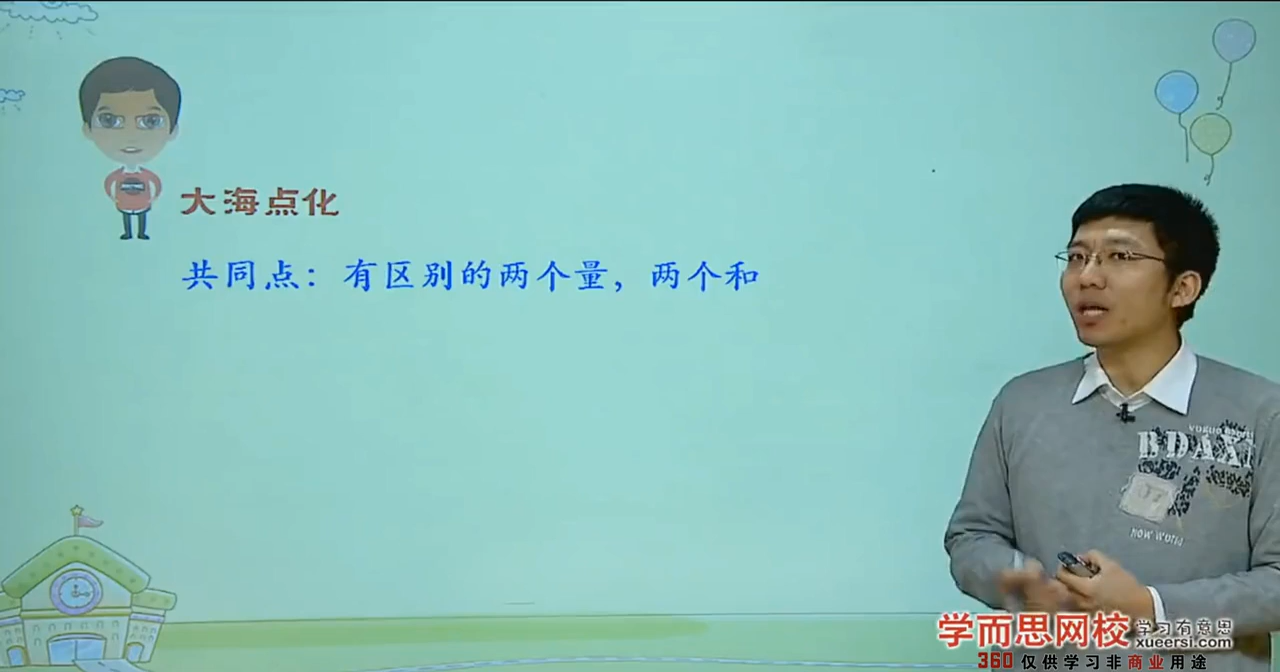 大海点化
共同点：有区别的两个量，两个和
BDAX
now world
学而思网校
学习有意思
xueersi.com
360 仅供学习非商业用途